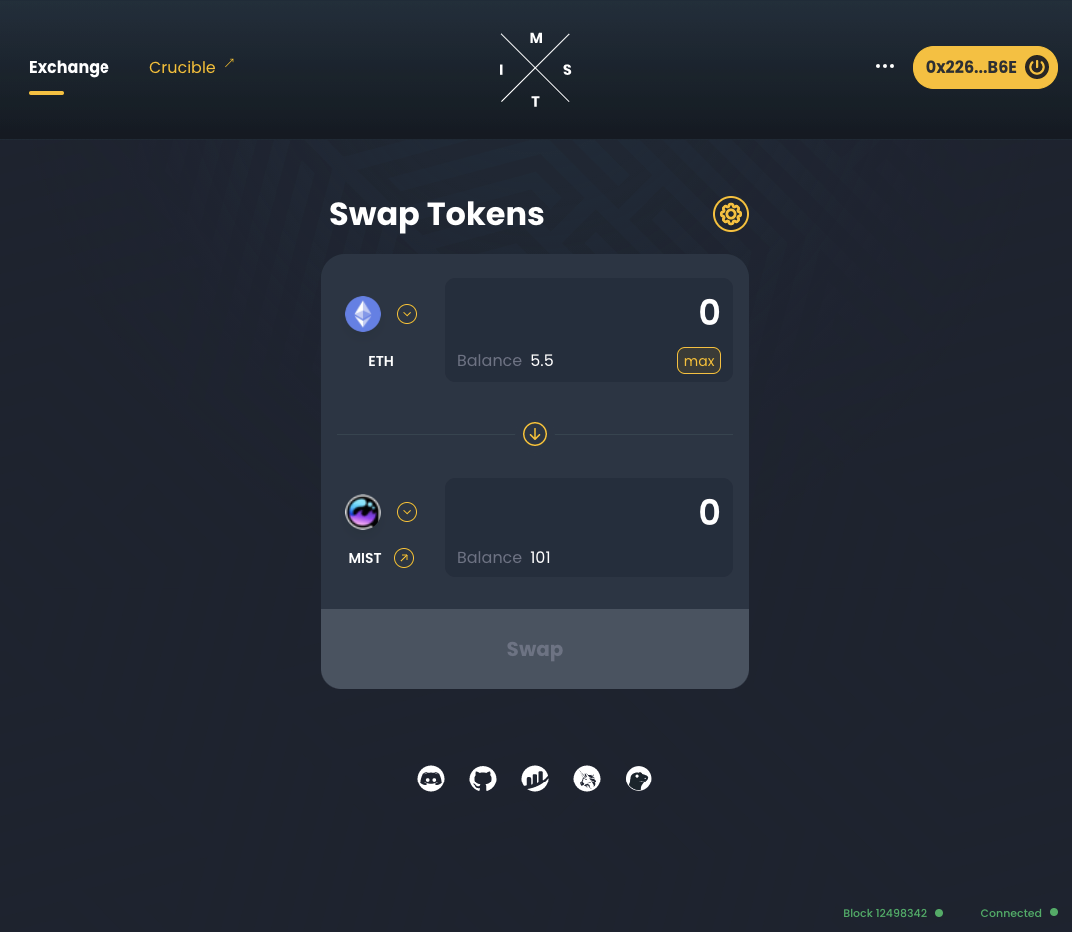 Exchange
Crucible
M
I S
T
0x226...B6E
Swap Tokens
0
ETH
Balance 5.5
max
0
MIST
Balance 101
Swap
Block 12498342
Connected